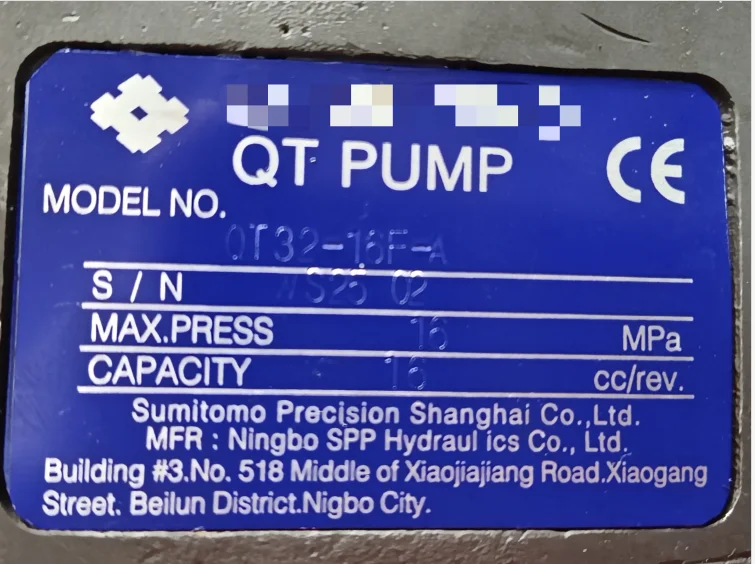 QT PUMP
CE
MODEL NO.
QT32-16F-A
S / N
MAX.PRESS 16 MPa
CAPACITY 16 cc/rev.
Sumitomo Precision Shanghai Co.,Ltd.
MFR : Ningbo SPP Hydraul ics Co., Ltd.
Building #3.No. 518 Middle of Xiaojiajiang Road.Xiaogang
Street. Beilun District.Nigbo City.